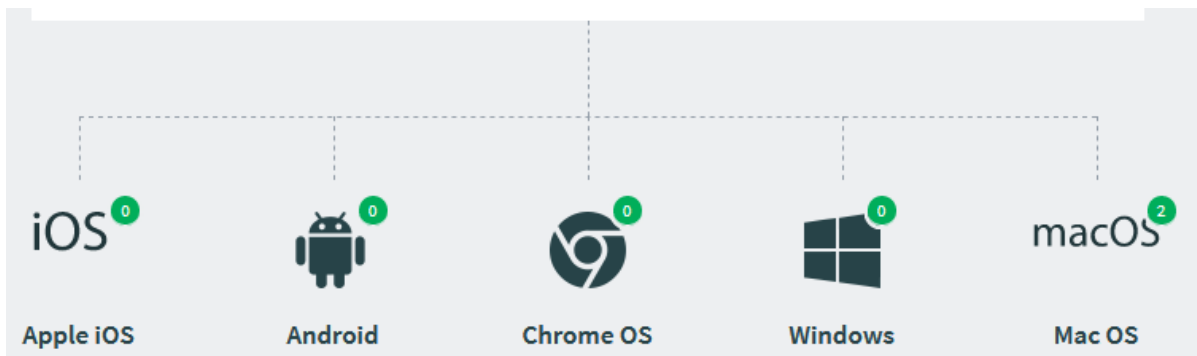 0 0 0 0 2
iOS macOS
Apple iOS Android Chrome OS Windows Mac OS